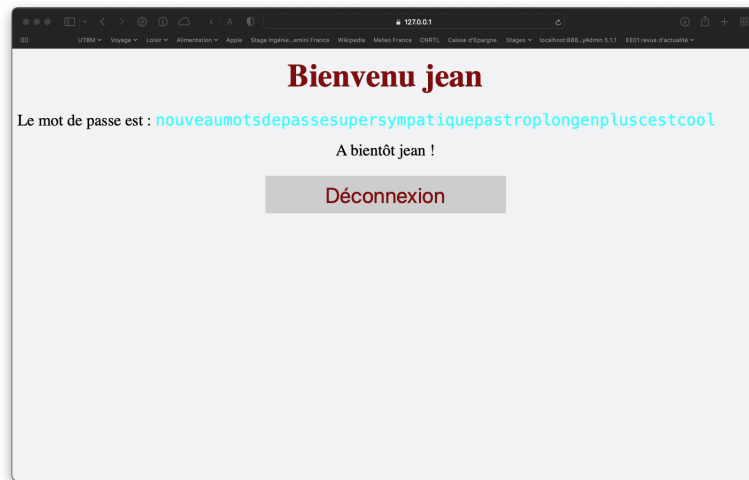 127.0.0.1
UTBM Voyage Loisir Alimentation Apple Stage Ingénie...amini France Wikipedia Meteo France CNRTL Caisse d'Epargne Stages localhost:888...yAdmin 5.1.1 EE01 revue d'actualité
Bienvenu jean
Le mot de passe est : nouveaumotsdepassesupersympatiquepastroplongenpluscestcool
A bientôt jean !
Déconnexion